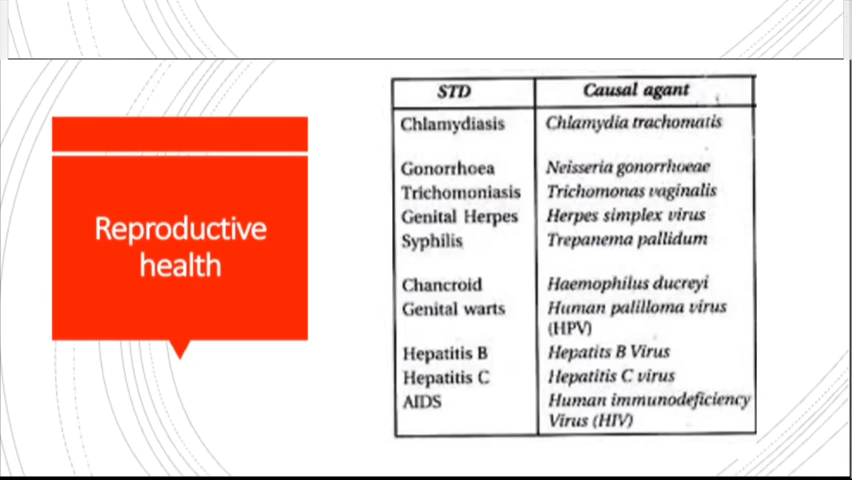 Reproductive
health
STD Causal agant
Chlamydiasis Chlamydia trachomatis
Gonorrhoea Neisseria gonorrhoeae
Trichomoniasis Trichomonas vaginalis
Genital Herpes Herpes simplex virus
Syphilis Trepanema pallidum
Chancroid Haemophilus ducreyi
Genital warts Human palilloma virus
(HPV)
Hepatitis B Hepatits B Virus
Hepatitis C Hepatitis C virus
AIDS Human immunodeficiency
Virus (HIV)